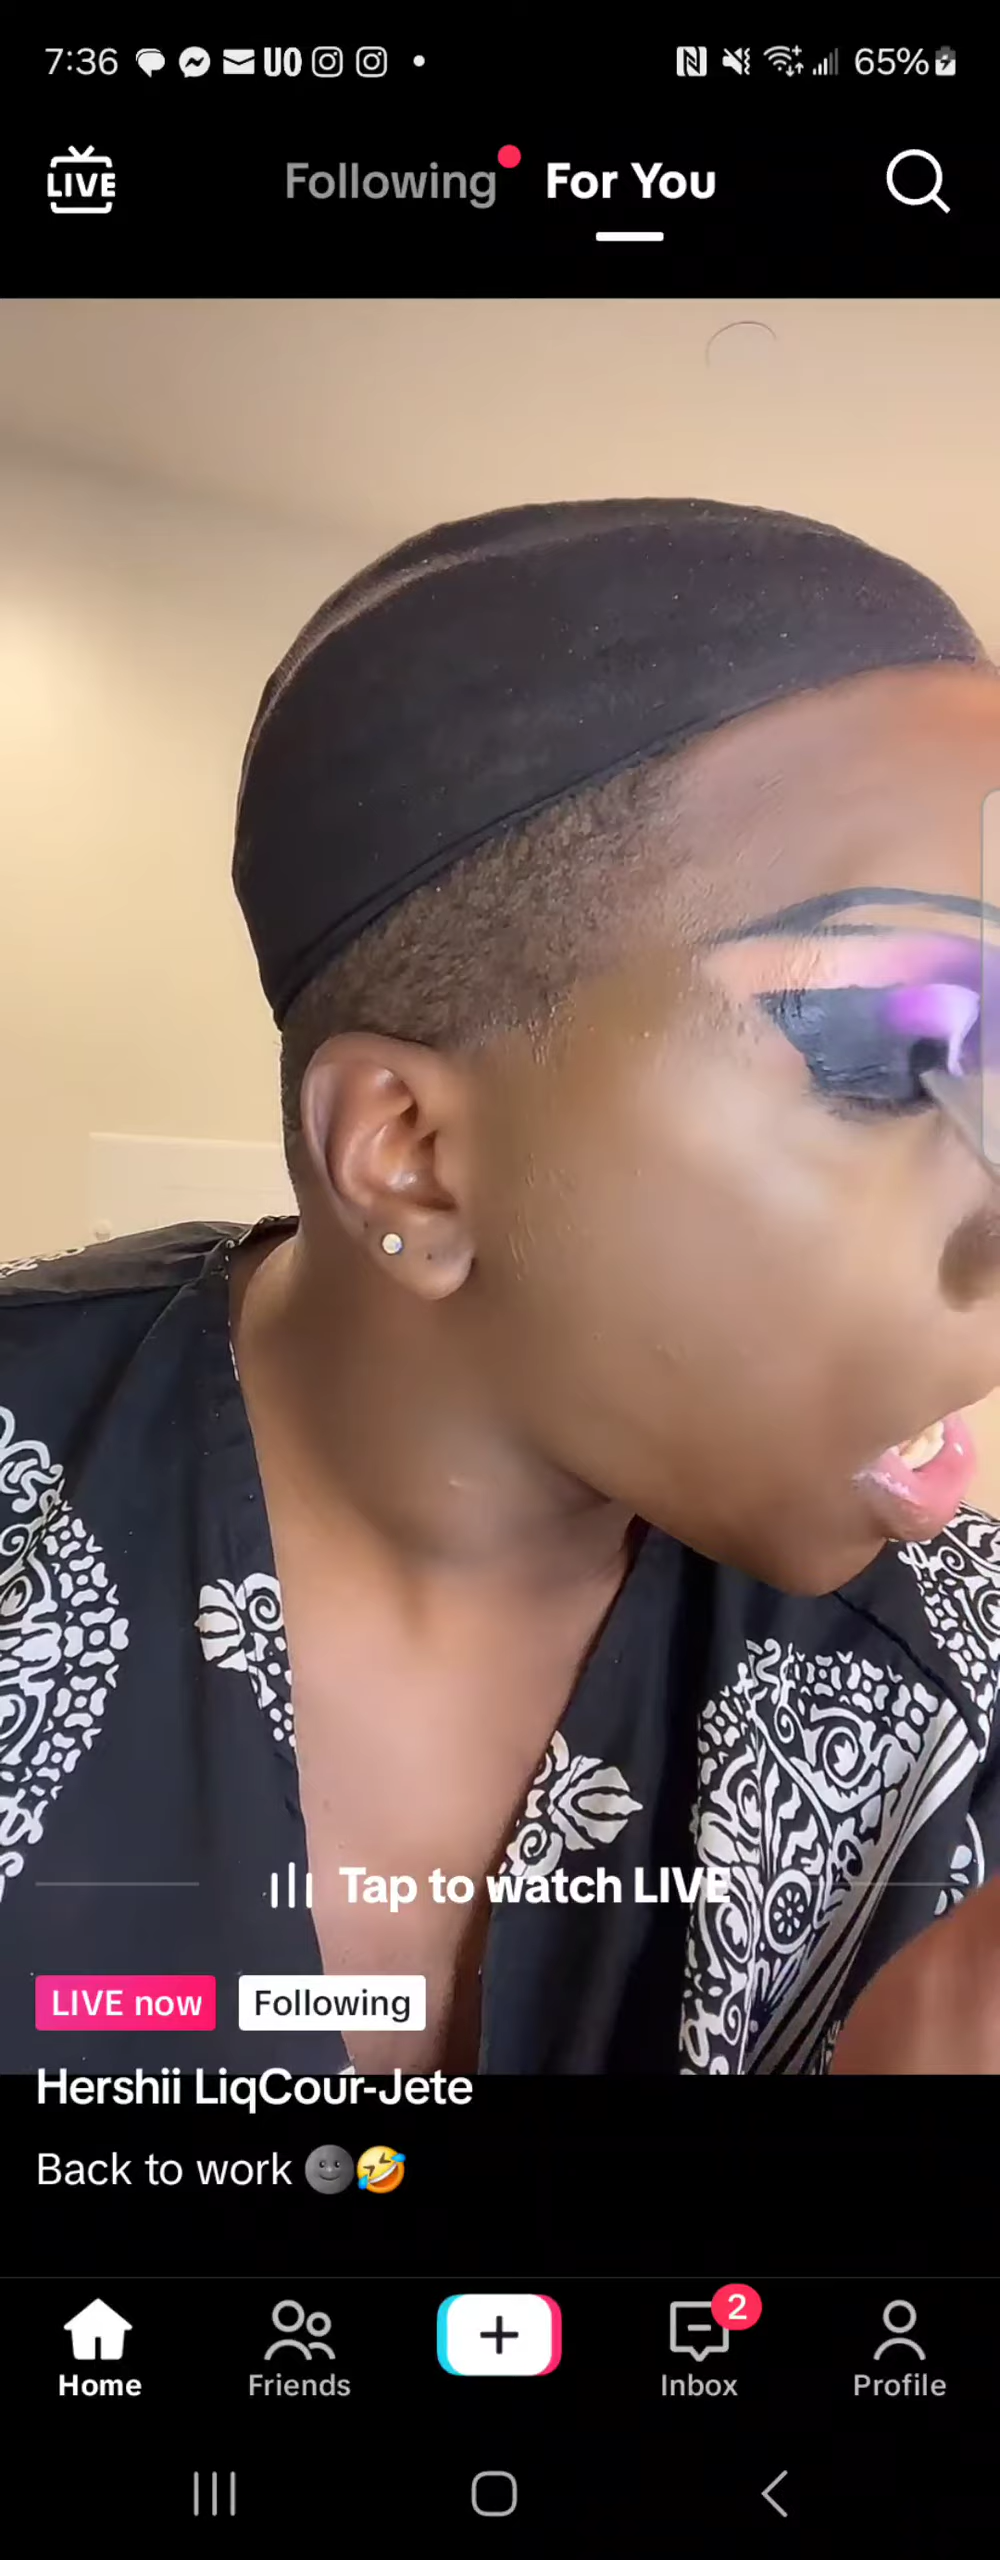 7:36 UO 65%
LIVE Following For You
Tap to watch LIVE
LIVE now Following
Hershii LiqCour-Jete
Back to work 🌚🤣
2
Home Friends Inbox Profile